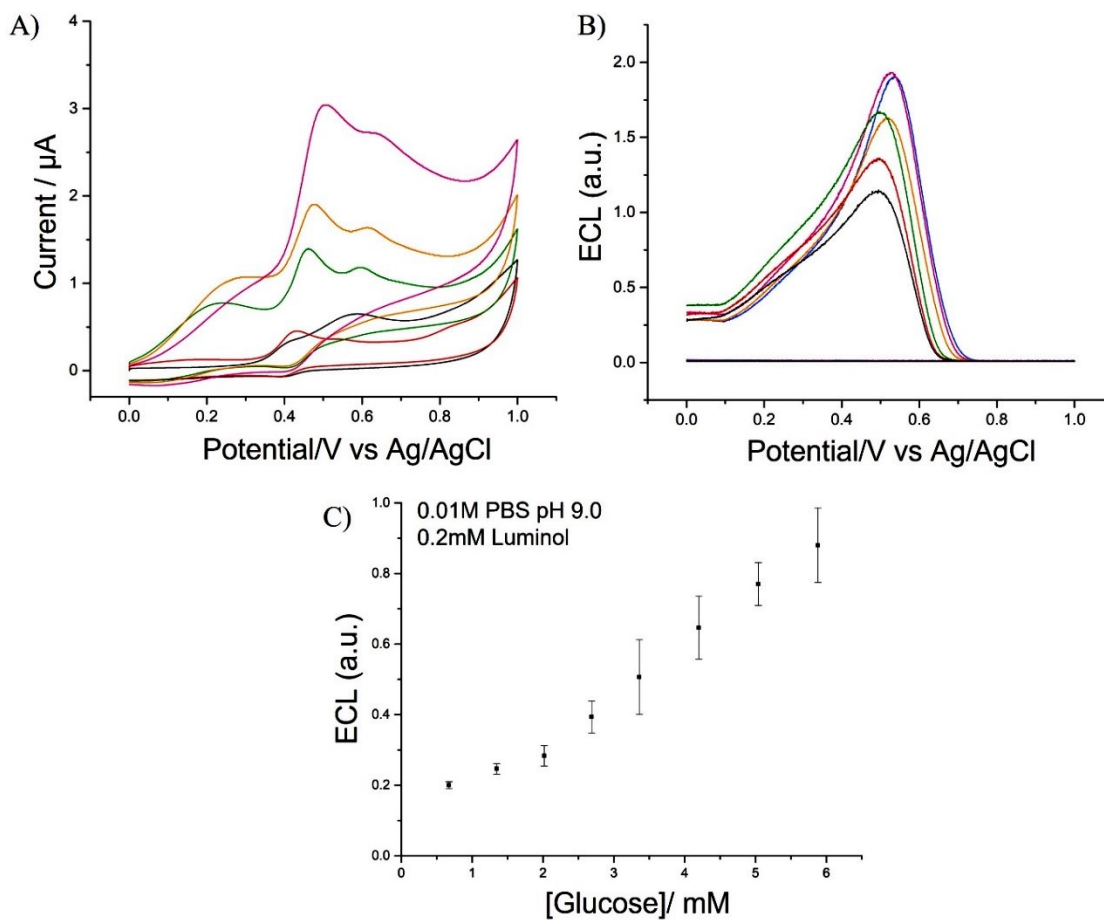 A)
4
3
2
1
0
Current / µA
0.0 0.2 0.4 0.6 0.8 1.0
Potential/V vs Ag/AgCl
B)
2.0
1.5
1.0
0.5
0.0
ECL (a.u.)
0.0 0.2 0.4 0.6 0.8 1.0
Potential/V vs Ag/AgCl
C)
0.01M PBS pH 9.0
0.2mM Luminol
1.0
0.8
0.6
0.4
0.2
0.0
ECL (a.u.)
0 1 2 3 4 5 6
[Glucose]/ mM